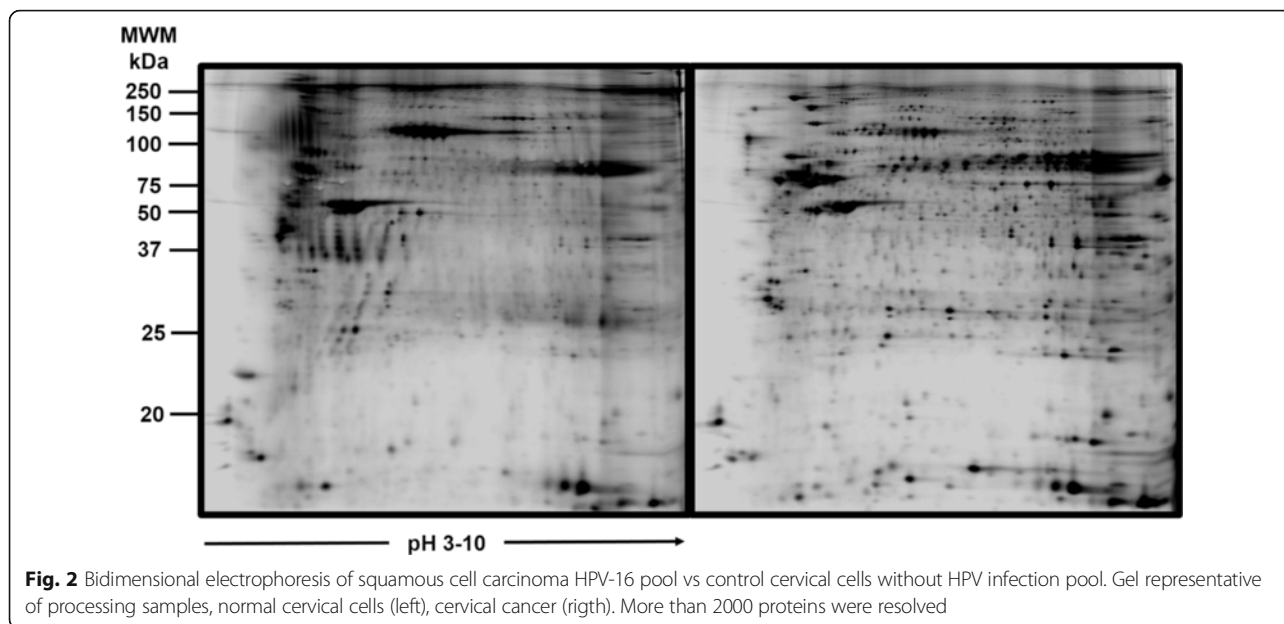 MWM
kDa
250
150
100
75
50
37
25
20
pH 3-10
Fig. 2 Bidimensional electrophoresis of squamous cell carcinoma HPV-16 pool vs control cervical cells without HPV infection pool. Gel representative
of processing samples, normal cervical cells (left), cervical cancer (rigth). More than 2000 proteins were resolved